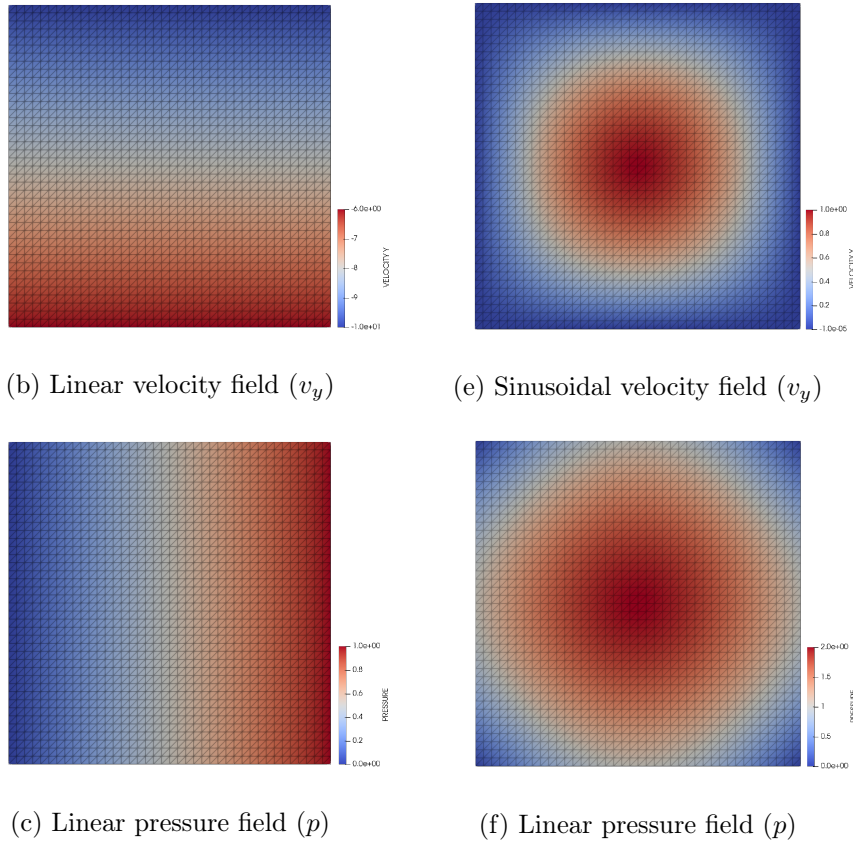 -6.0e+00
-7
-8
-9
-1.0e+01
VELOCITY Y
1.0e+00
0.8
0.6
0.4
0.2
-1.0e-05
VELOCITY Y
(b) Linear velocity field (v_y)
(e) Sinusoidal velocity field (v_y)
1.0e+00
0.8
0.6
0.4
0.2
0.0e+00
PRESSURE
2.0e+00
1.5
1
0.5
0.0e+00
PRESSURE
(c) Linear pressure field (p)
(f) Linear pressure field (p)